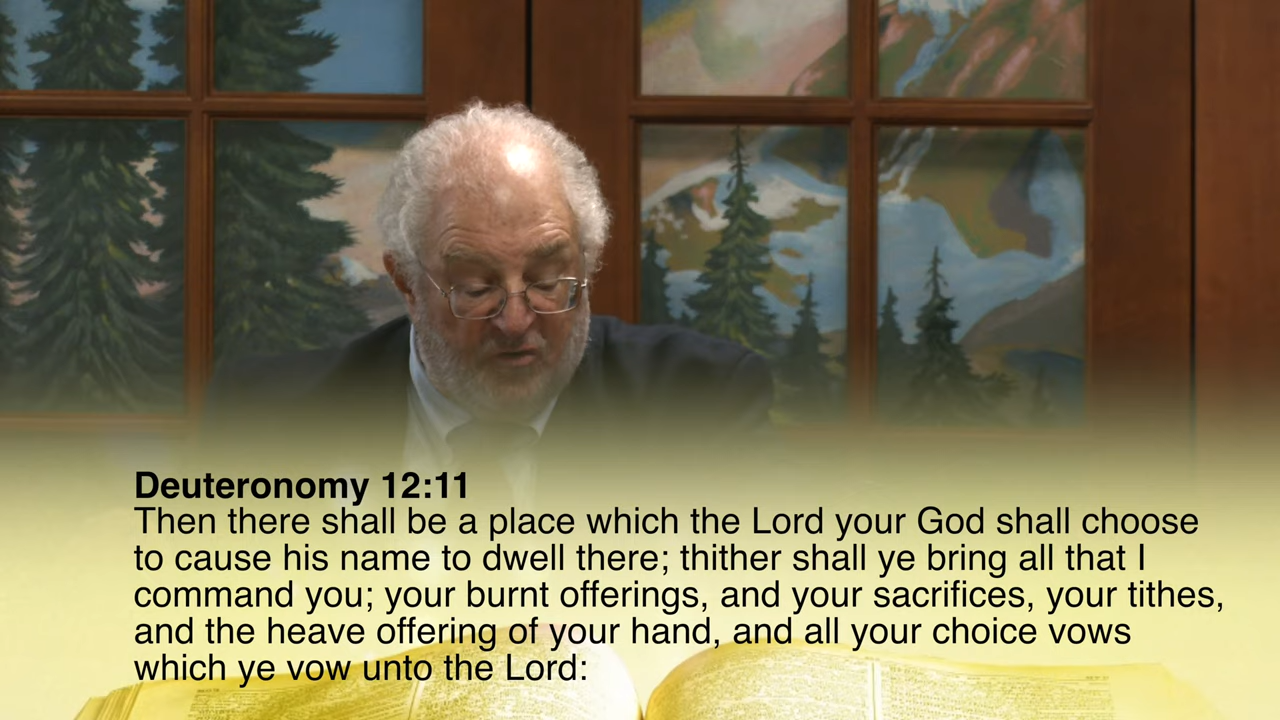 Deuteronomy 12:11
Then there shall be a place which the Lord your God shall choose
to cause his name to dwell there; thither shall ye bring all that I
command you; your burnt offerings, and your sacrifices, your tithes,
and the heave offering of your hand, and all your choice vows
which ye vow unto the Lord: